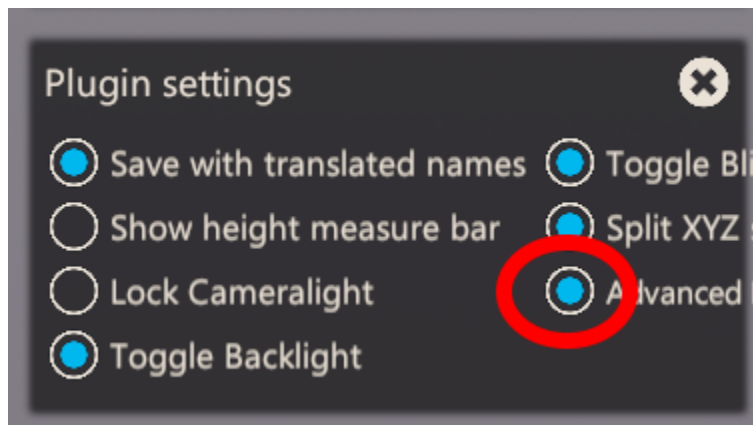 Plugin settings
Save with translated names
Show height measure bar
Lock Cameralight
Toggle Backlight
Toggle
Split XYZ
Advanced